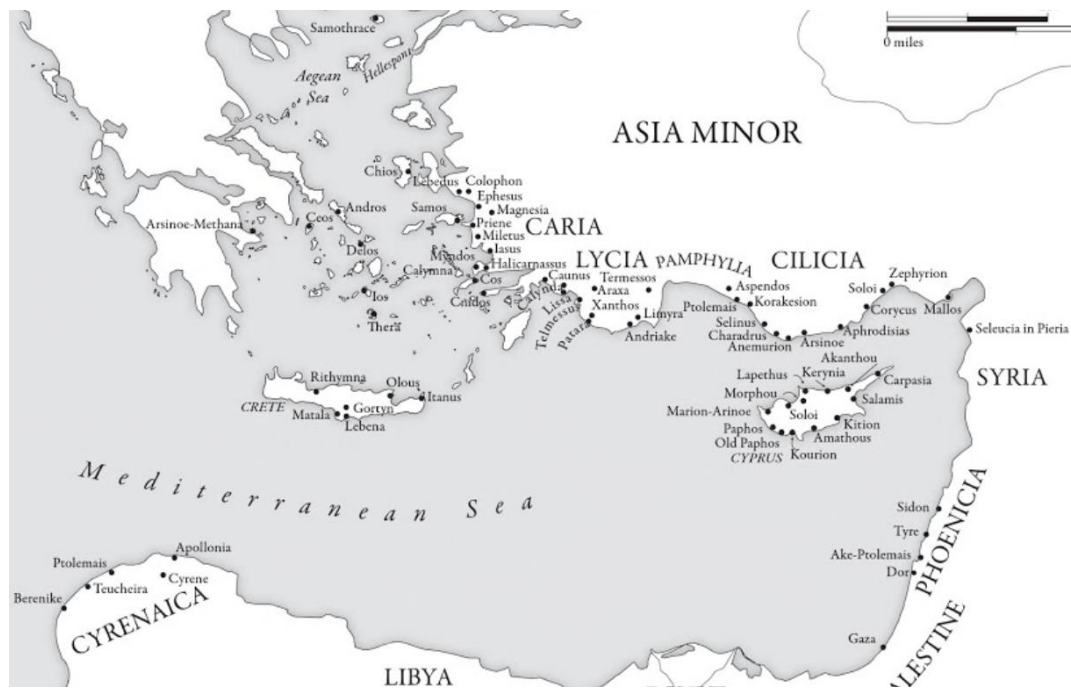 Samothrace
0 miles
Hellespont
Aegean
Sea
ASIA MINOR
Chios
Lebedus
Colophon
Ephesus
Samos
Magnesia
Andros
Arsinoe-Methana
Ceos
Priene
CARIA
Miletus
Delos
Iasus
Myndos
Halicarnassus
LYCIA
PAMPHYLIA
CILICIA
Calymna
Cos
Caunus
Termessos
Aspendos
Zephyrion
Calynda
Araxa
Soloi
Ios
Cnidos
Lissa
Xanthos
Ptolemais
Korakesion
Corycus
Mallos
Thera
Telmessus
Patara
Limyra
Selinus
Aphrodisias
Seleucia in Pieria
Andriake
Charadrus
Arsinoe
Anemurion
Akanthou
Rithymna
Olous
Lapethus
Kerynia
Carpasia
SYRIA
Itanus
Morphou
CRETE
Gortyn
Salamis
Matala
Lebena
Marion-Arinoe
Soloi
Kition
Paphos
Amathous
Old Paphos
Kourion
CYPRUS
Mediterranean Sea
Sidon
PHOENICIA
Tyre
Apollonia
Ake-Ptolemais
Ptolemais
Cyrene
Dor
Teucheira
Berenike
CYRENAICA
Gaza
ALESTINE
LIBYA